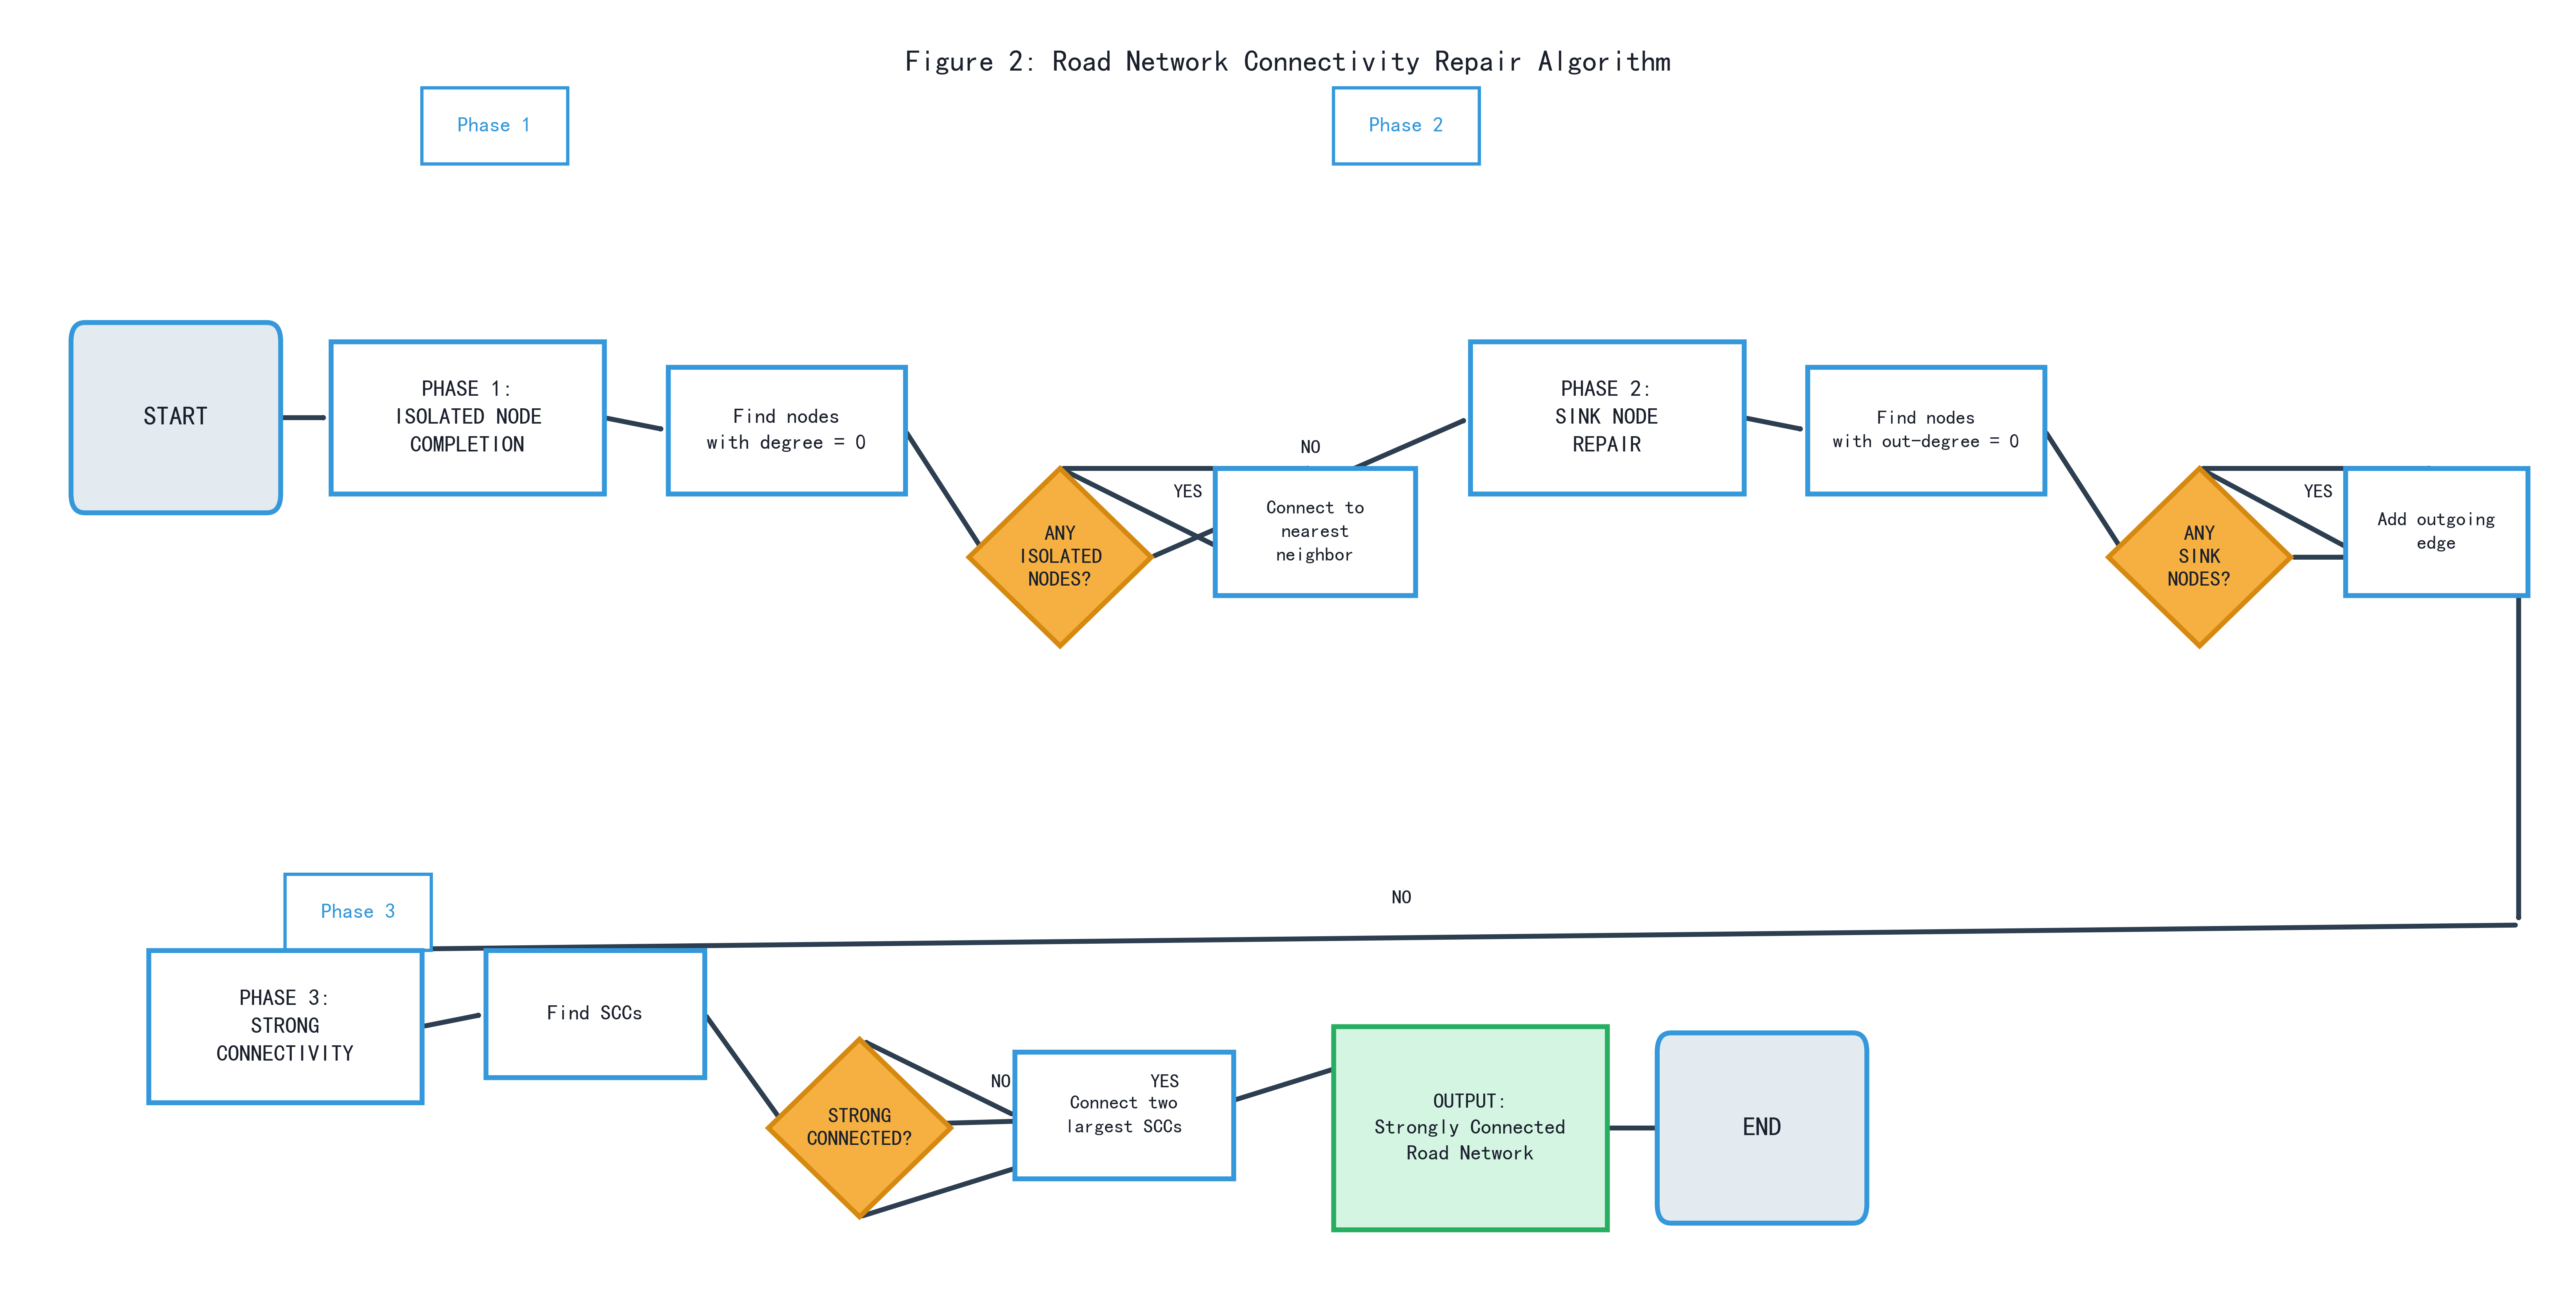 Figure 2: Road Network Connectivity Repair Algorithm
Phase 1
Phase 2
START
PHASE 1:
ISOLATED NODE
COMPLETION
Find nodes
with degree = 0
ANY
ISOLATED
NODES?
NO
YES
Connect to
nearest
neighbor
PHASE 2:
SINK NODE
REPAIR
Find nodes
with out-degree = 0
ANY
SINK
NODES?
YES
Add outgoing
edge
NO
Phase 3
PHASE 3:
STRONG
CONNECTIVITY
Find SCCs
STRONG
CONNECTED?
NO
YES
Connect two
largest SCCs
OUTPUT:
Strongly Connected
Road Network
END